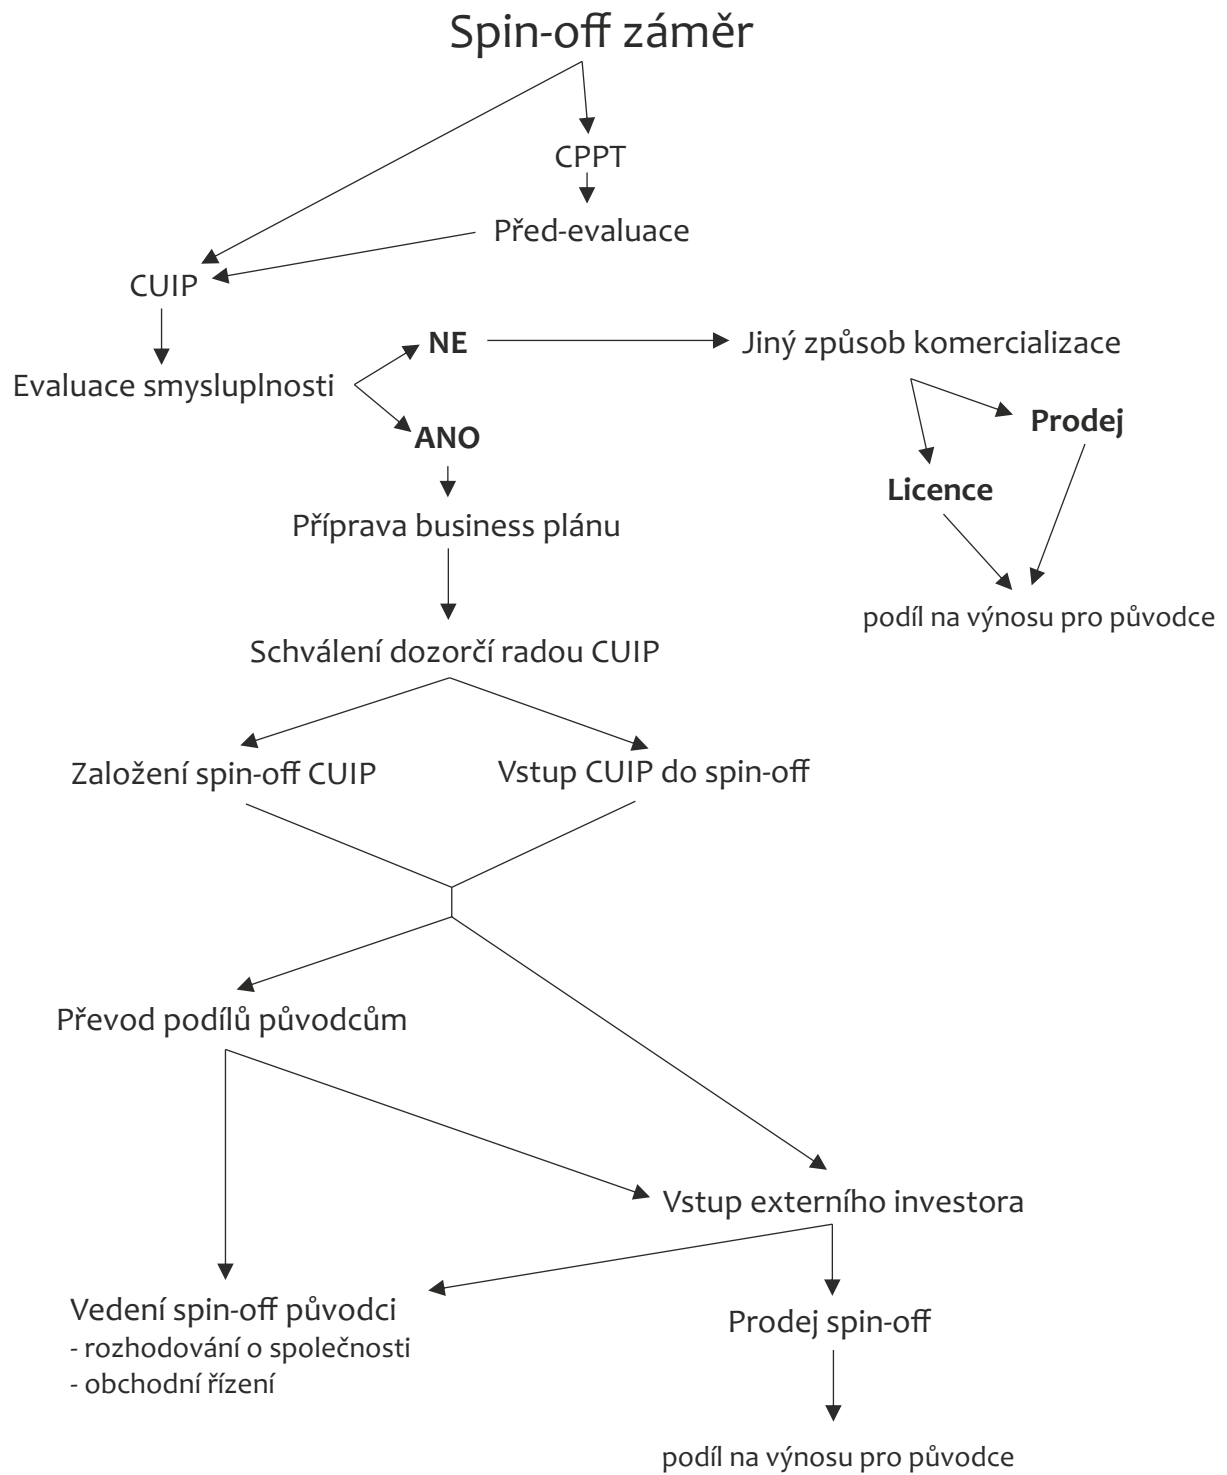 Spin-off záměr
CPPT
Před-evaluace
CUIP
NE
Jiný způsob komercializace
Evaluace smysluplnosti
ANO
Prodej
Licence
Příprava business plánu
podíl na výnosu pro původce
Schválení dozorčí radou CUIP
Založení spin-off CUIP
Vstup CUIP do spin-off
Převod podílů původcům
Vstup externího investora
Vedení spin-off původci
- rozhodování o společnosti
- obchodní řízení
Prodej spin-off
podíl na výnosu pro původce